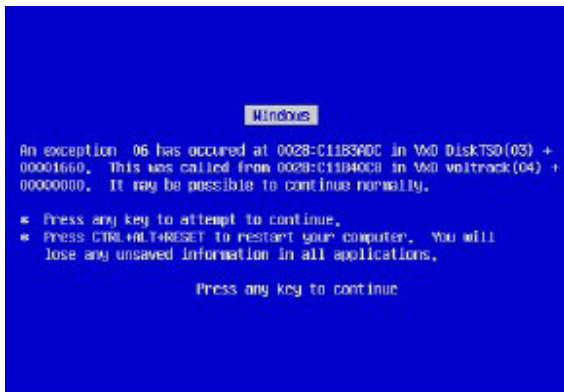 Windows
An exception 06 has occured at 0028:C11B3ADC in VxD DiskTSD(03) +
00001660. This was called from 0028:C11B40C8 in VxD voltrack(04) +
00000000. It may be possible to continue normally.
* Press any key to attempt to continue.
* Press CTRL+ALT+RESET to restart your computer. You will
lose any unsaved information in all applications.
Press any key to continue